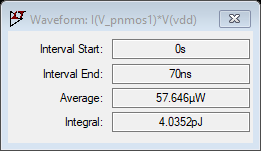 Waveform: I(V_pnmos1)*V(vdd)
Interval Start: 0s
Interval End: 70ns
Average: 57.646µW
Integral: 4.0352pJ